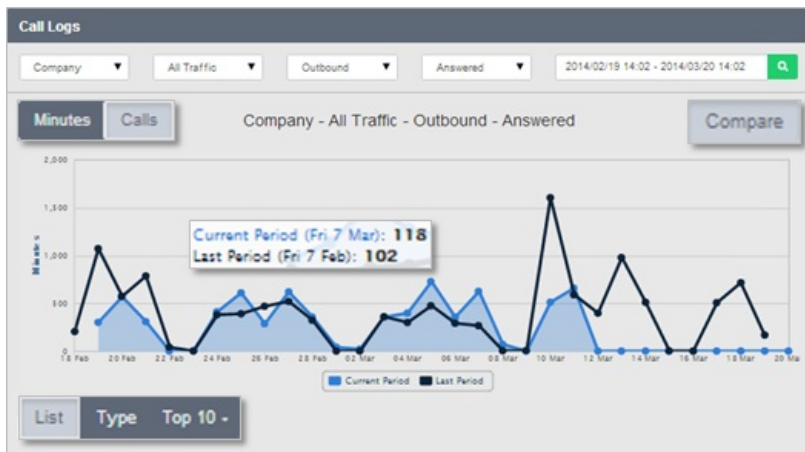 Call Logs
Company All Traffic Outbound Answered 2014/02/19 14:02 - 2014/03/20 14:02
Minutes Calls Company - All Traffic - Outbound - Answered Compare
2,000
1,500
1,000
500
0
Minutes
Current Period (Fri 7 Mar): 118
Last Period (Fri 7 Feb): 102
18 Feb 20 Feb 22 Feb 24 Feb 26 Feb 28 Feb 02 Mar 04 Mar 06 Mar 08 Mar 10 Mar 12 Mar 14 Mar 16 Mar 18 Mar 20 Ma
Current Period Last Period
List Type Top 10 -